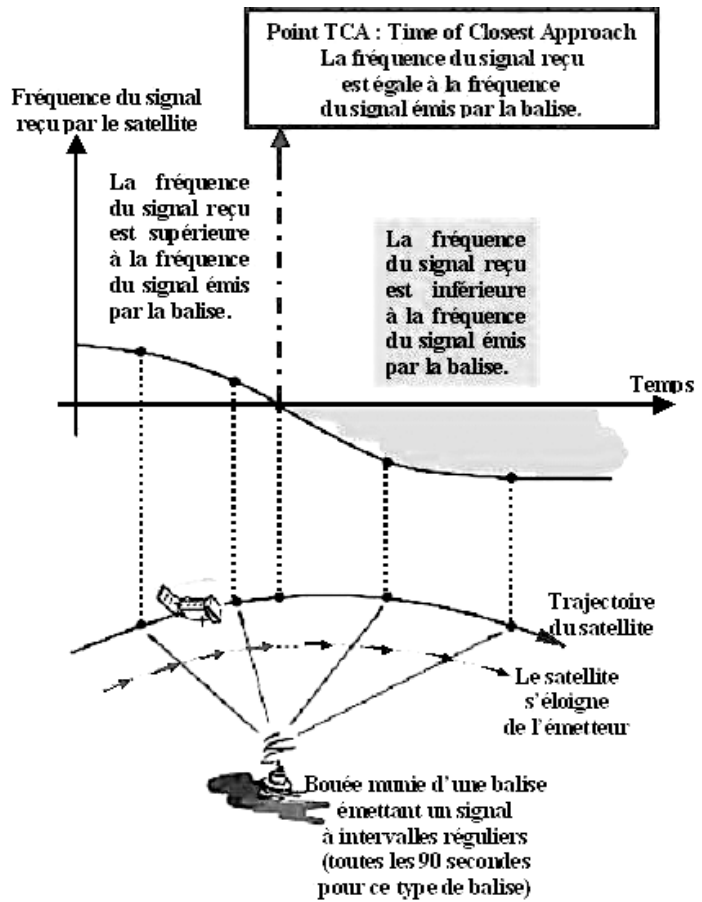 Point TCA : Time of Closest Approach
La fréquence du signal reçu
est égale à la fréquence
du signal émis par la balise.
Fréquence du signal
reçu par le satellite
La fréquence
du signal reçu
est supérieure
à la fréquence
du signal émis
par la balise.
La fréquence
du signal reçu
est inférieure
à la fréquence
du signal émis
par la balise.
Temps
Trajectoire
du satellite
Le satellite
s'éloigne
de l'émetteur
Bouée munie d'une balise
émettant un signal
à intervalles réguliers
(toutes les 90 secondes
pour ce type de balise)